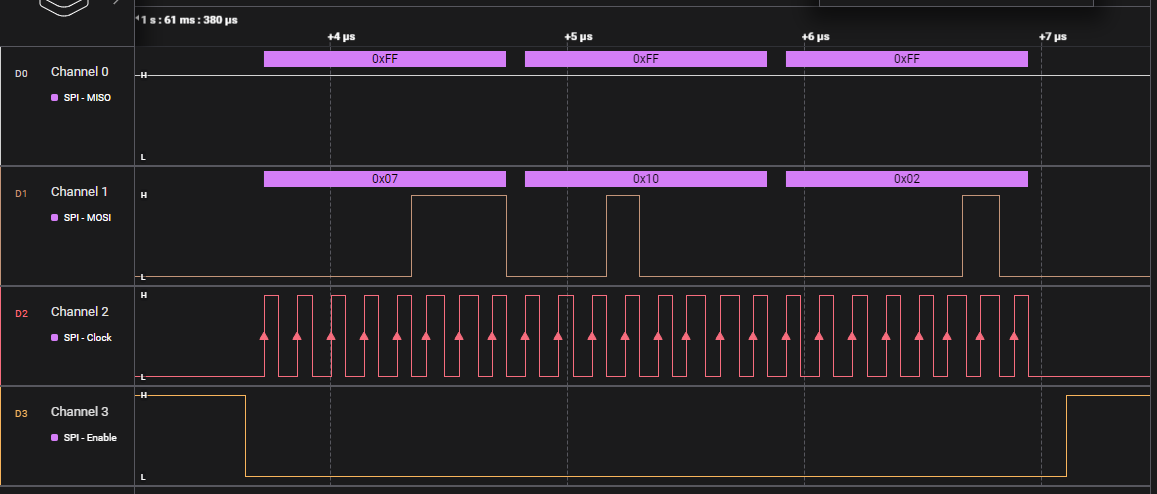 1 s : 61 ms : 380 µs
+4 µs +5 µs +6 µs +7 µs
D0 Channel 0 H 0xFF 0xFF 0xFF
SPI - MISO
L
D1 Channel 1 H 0x07 0x10 0x02
SPI - MOSI
L
D2 Channel 2 H
SPI - Clock
L
D3 Channel 3 H
SPI - Enable
L